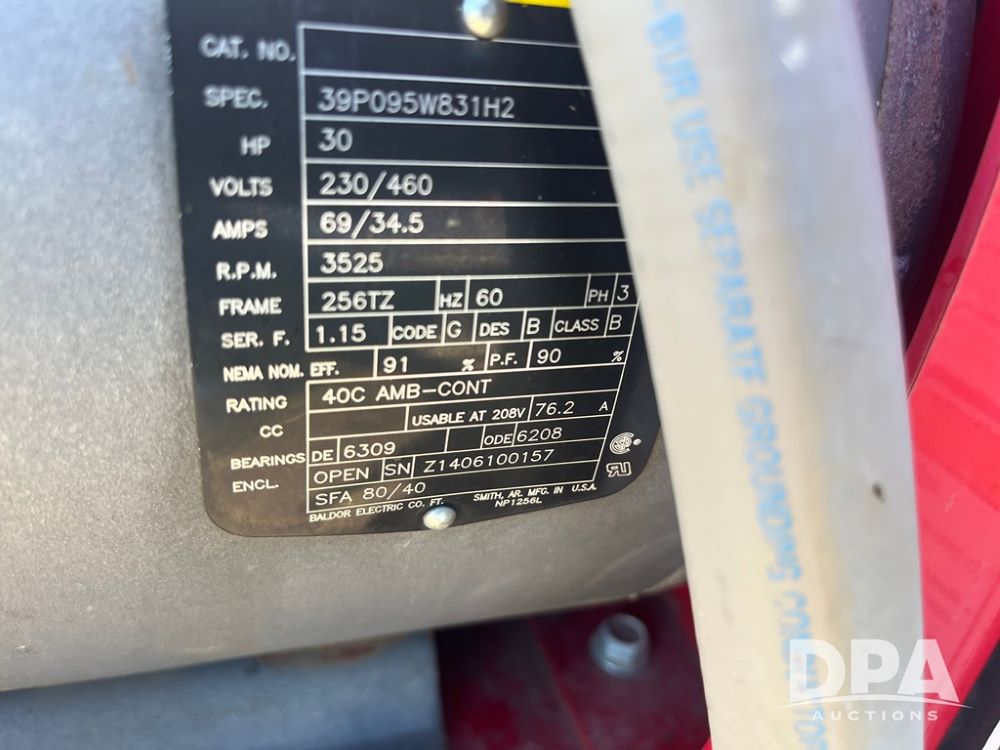 CAT. NO.
SPEC. 39P095W831H2
HP 30
VOLTS 230/460
AMPS 69/34.5
R.P.M. 3525
FRAME 256TZ HZ 60 PH 3
SER. F. 1.15 CODE G DES B CLASS B
NEMA NOM. EFF. 91 % P.F. 90 %
RATING 40C AMB-CONT
CC USABLE AT 208V 76.2 A
BEARINGS DE 6309 ODE 6208
ENCL. OPEN SN Z1406100157
SFA 80/40
BALDOR ELECTRIC CO. FT. SMITH, AR. MFG. IN U.S.A.
NP1256L
USE SEPARATE GROUNDING
DPA
AUCTIONS